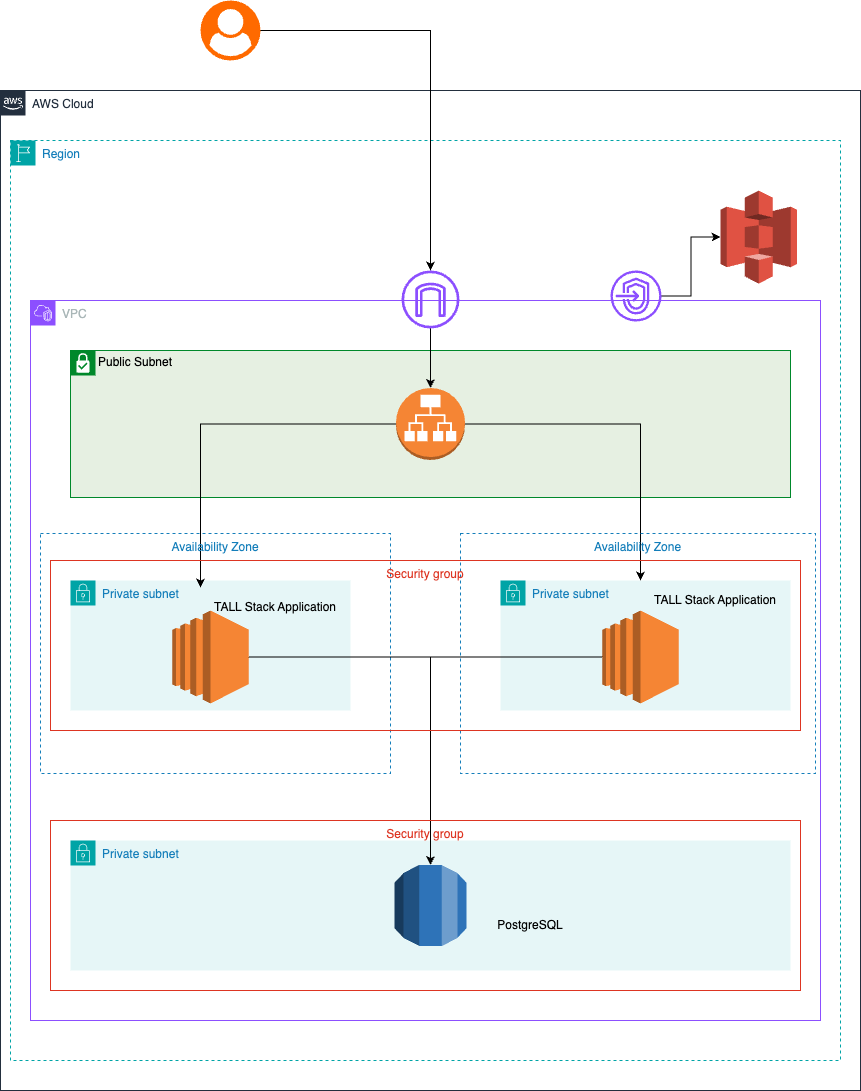 aws
AWS Cloud
Region
VPC
Public Subnet
Availability Zone
Availability Zone
Security group
Private subnet
TALL Stack Application
Private subnet
TALL Stack Application
Security group
Private subnet
PostgreSQL